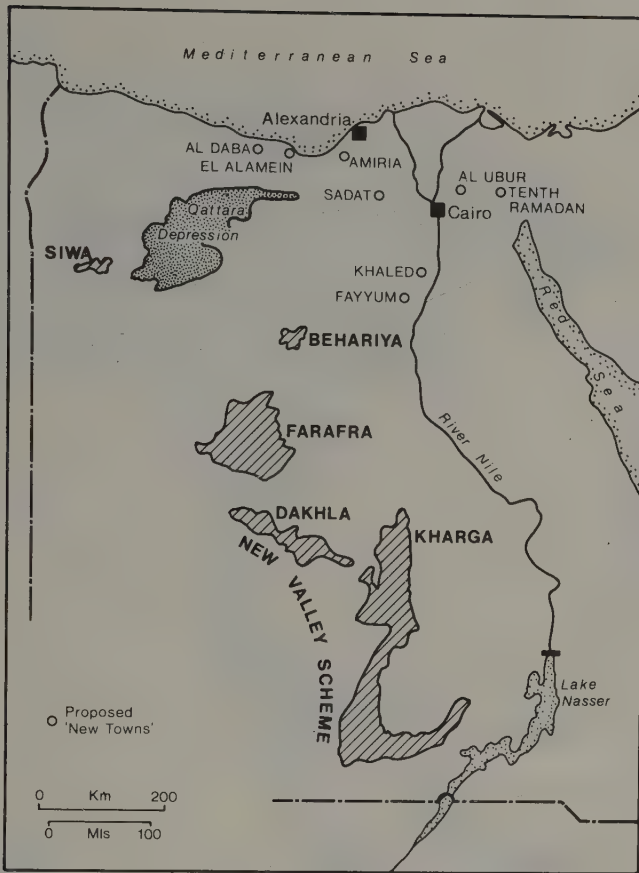 Mediterranean Sea
Alexandria
AL DABA
EL ALAMEIN
AMIRIA
SADAT
AL UBUR
TENTH
RAMADAN
Cairo
Qattara
Depression
SIWA
KHALED
FAYYUM
Red
Sea
BEHARIYA
FARAFRA
River Nile
DAKHLA
KHARGA
NEW VALLEY SCHEME
Lake
Nasser
Proposed
'New Towns'
0 Km 200
0 Mls 100